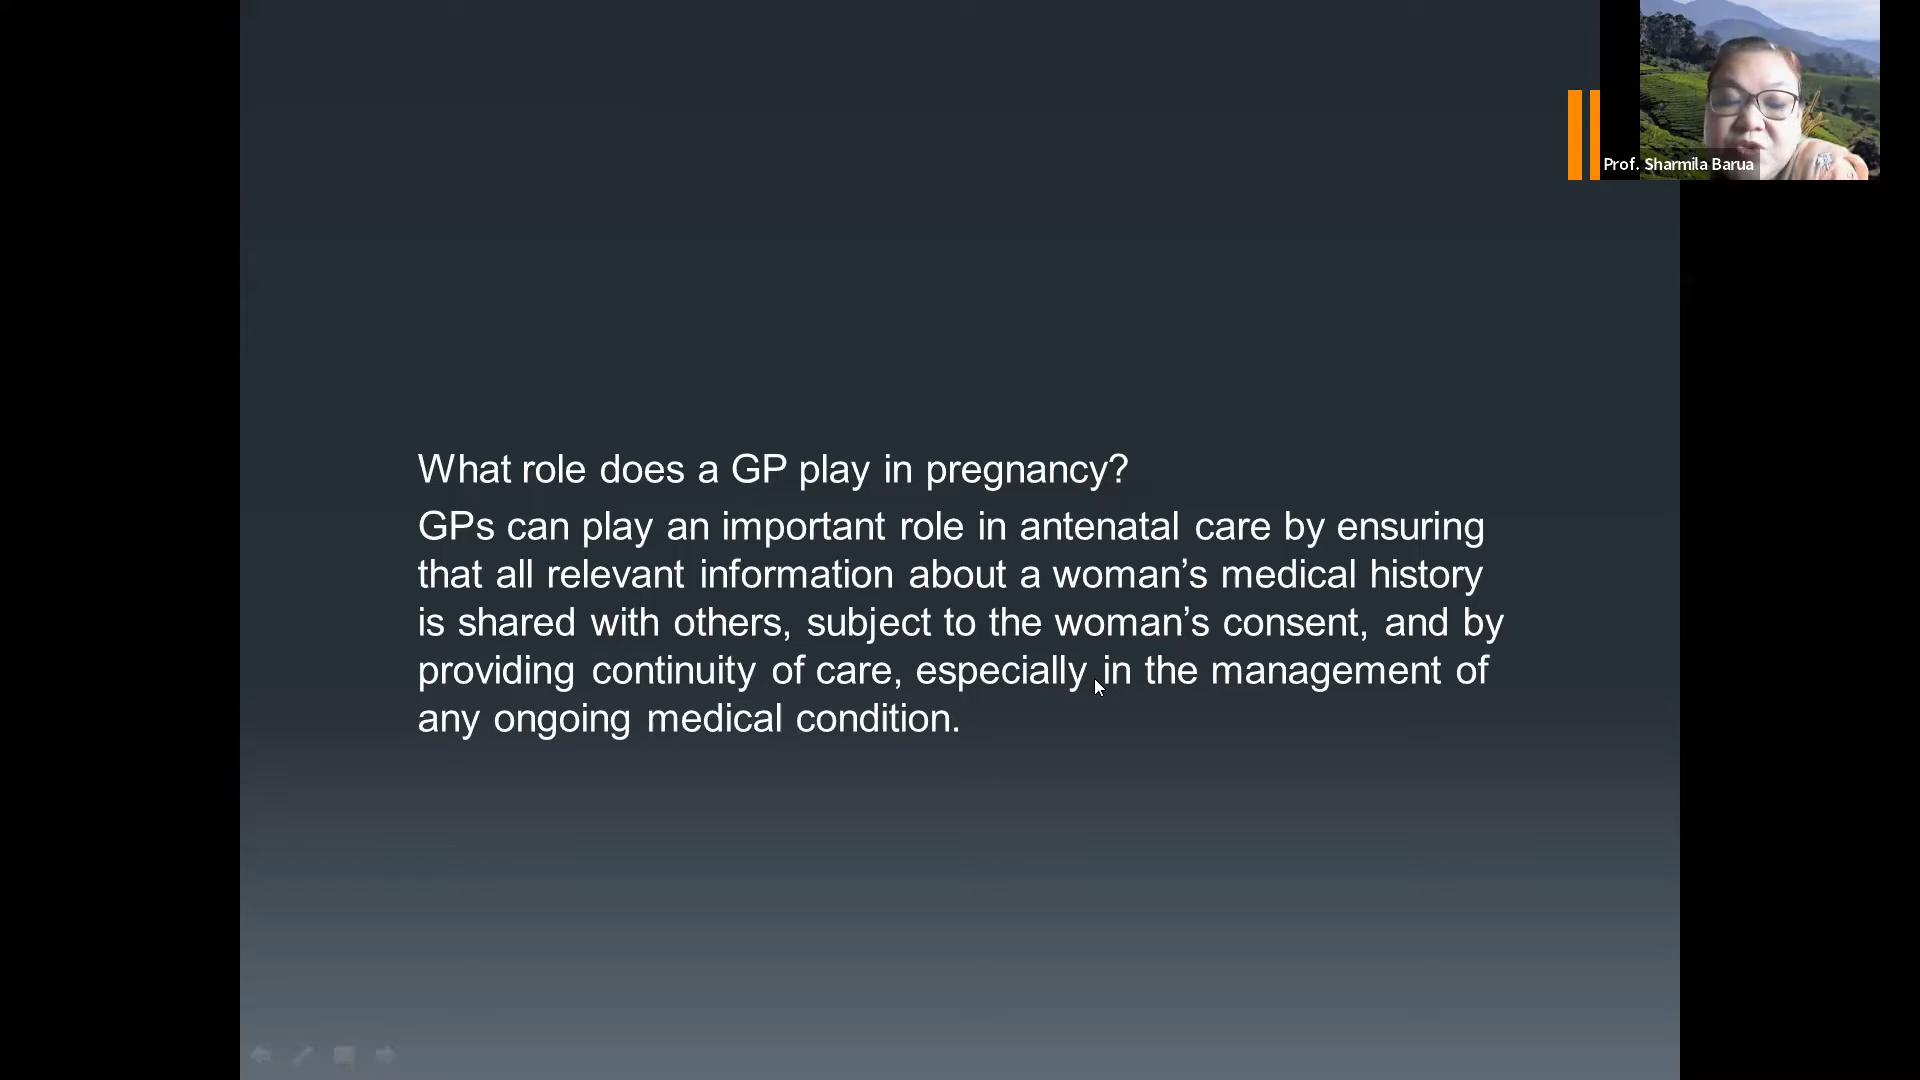 Prof. Sharmila Barua
What role does a GP play in pregnancy?
GPs can play an important role in antenatal care by ensuring
that all relevant information about a woman’s medical history
is shared with others, subject to the woman’s consent, and by
providing continuity of care, especially in the management of
any ongoing medical condition.